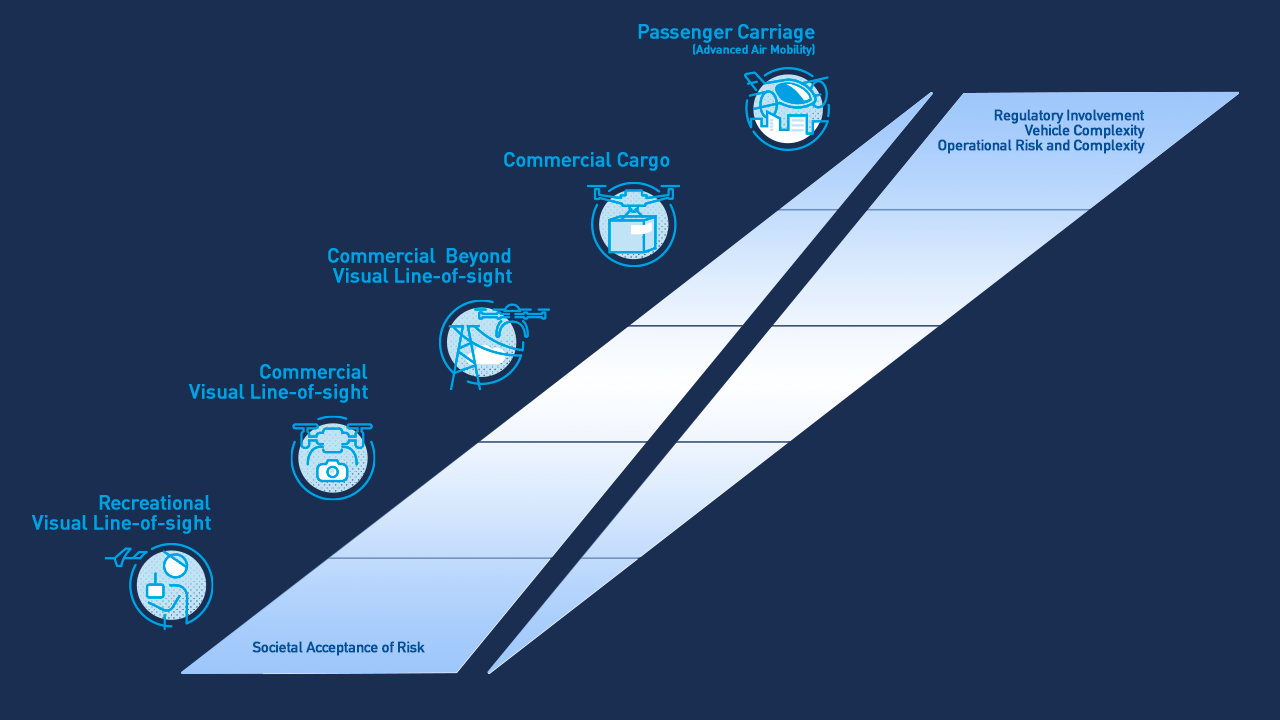 Passenger Carriage
(Advanced Air Mobility)
Regulatory Involvement
Vehicle Complexity
Operational Risk and Complexity
Commercial Cargo
Commercial Beyond
Visual Line-of-sight
Commercial
Visual Line-of-sight
Recreational
Visual Line-of-sight
Societal Acceptance of Risk